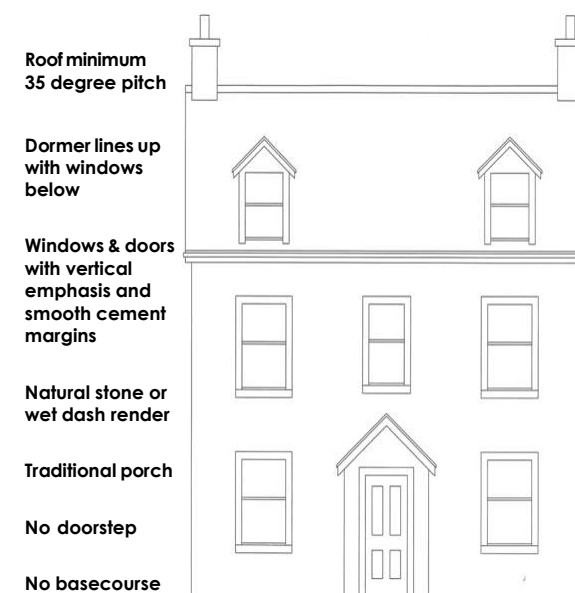 Roof minimum
35 degree pitch
Dormer lines up
with windows
below
Windows & doors
with vertical
emphasis and
smooth cement
margins
Natural stone or
wet dash render
Traditional porch
No doorstep
No basecourse